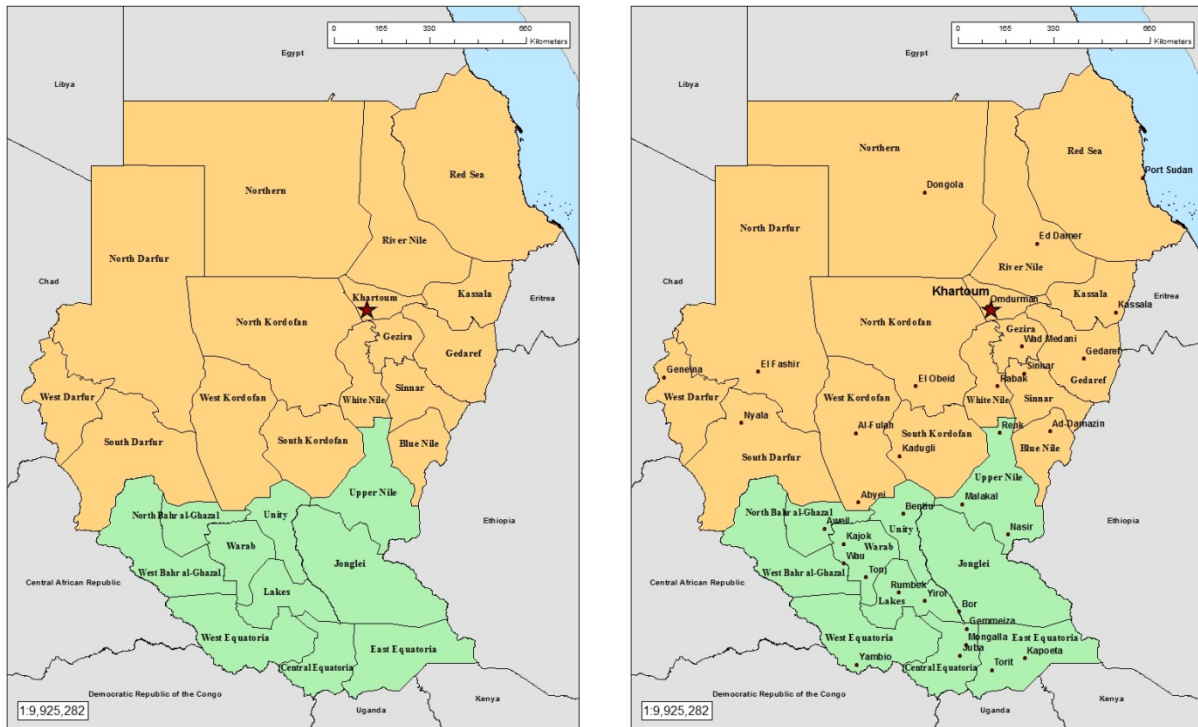 0 165 330 660
Kilometers
Egypt
Libya
Red Sea
Northern
River Nile
North Darfur
Chad
Khartoum
Kassala
Eritrea
North Kordofan
Gezira
Gedaref
Sinnar
West Darfur
West Kordofan
White Nile
South Darfur
South Kordofan
Blue Nile
Upper Nile
North Bahr al-Ghazal
Unity
Ethiopia
Warab
Jonglei
Central African Republic
West Bahr al-Ghazal
Lakes
West Equatoria
East Equatoria
Central Equatoria
Democratic Republic of the Congo
Kenya
1:9,925,282
Uganda
0 165 330 660
Kilometers
Egypt
Libya
Red Sea
Northern
Port Sudan
Dongola
North Darfur
Ed Damer
River Nile
Chad
Khartoum
Kassala
Omdurman
Eritrea
Kassala
North Kordofan
Gezira
Wad Medani
Gedaref
El Fashir
Geneina
Sinnar
Gedaref
El Obeid
Rabak
West Darfur
West Kordofan
White Nile
Sinnar
Nyala
Al-Fulah
South Kordofan
Renk
Ad-Damazin
Blue Nile
Kadugli
South Darfur
Upper Nile
Abyei
Malakal
Bentiu
North Bahr al-Ghazal
Aweil
Unity
Nasir
Ethiopia
Kajok
Warab
Wau
Jonglei
West Bahr al-Ghazal
Tonj
Central African Republic
Rumbek
Lakes
Yirol
Bor
Gemmeiza
West Equatoria
Mongalla
East Equatoria
Juba
Kapoeta
Yambio
Central Equatoria
Torit
Democratic Republic of the Congo
Kenya
1:9,925,282
Uganda